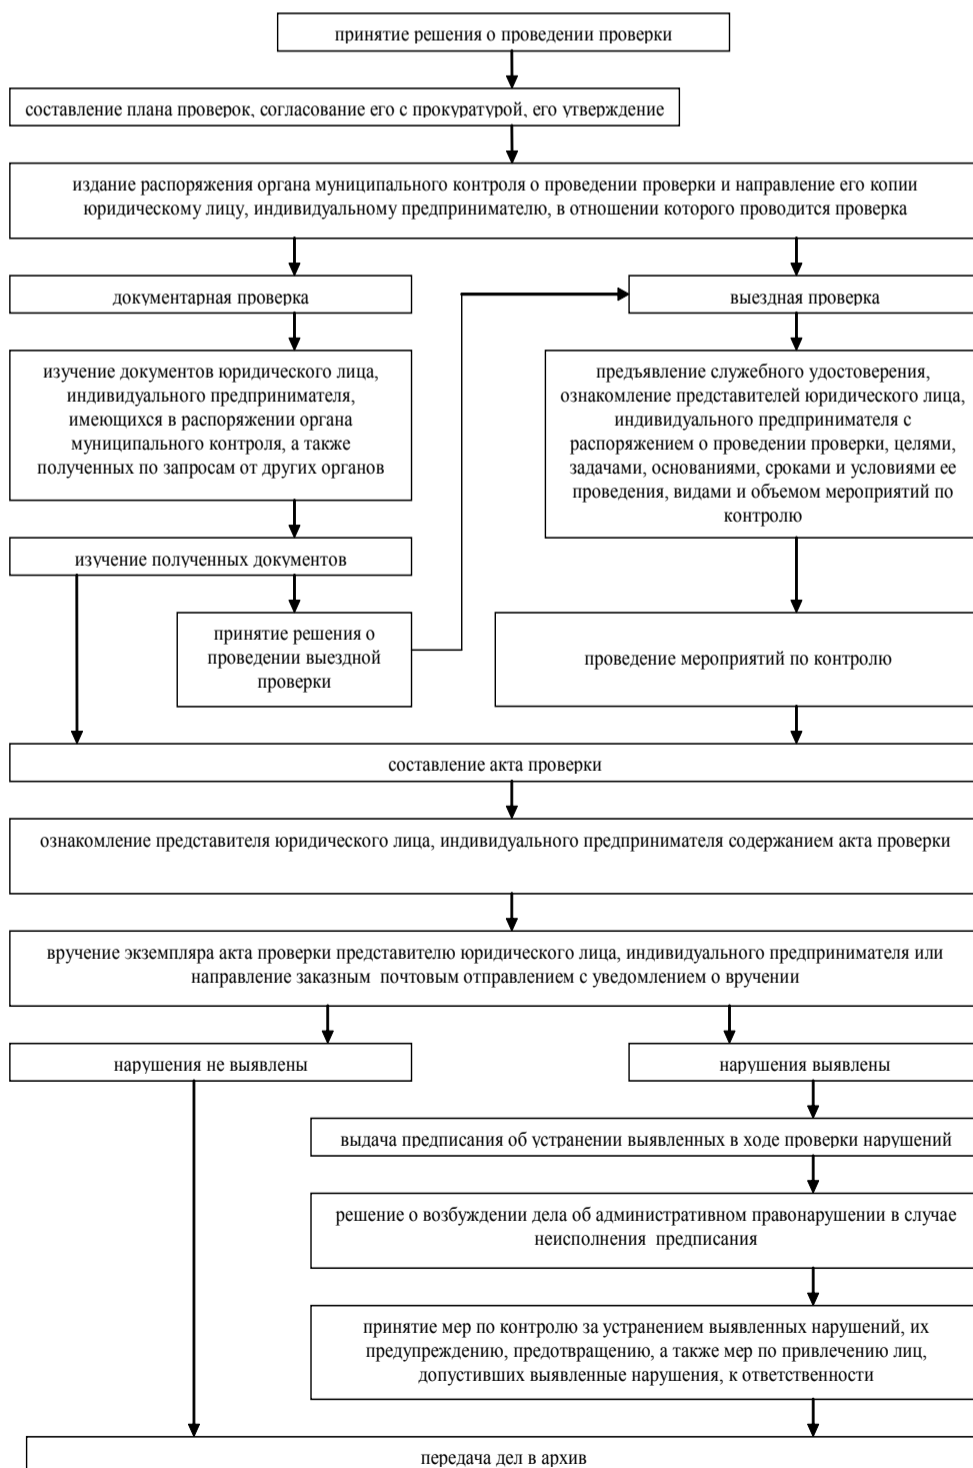 принятие решения о проведении проверки
составление плана проверок, согласование его с прокуратурой, его утверждение
издание распоряжения органа муниципального контроля о проведении проверки и направление его копии
юридическому лицу, индивидуальному предпринимателю, в отношении которого проводится проверка
документарная проверка
выездная проверка
изучение документов юридического лица,
индивидуального предпринимателя,
имеющихся в распоряжении органа
муниципального контроля, а также
полученных по запросам от других органов
предъявление служебного удостоверения,
ознакомление представителей юридического лица,
индивидуального предпринимателя с
распоряжением о проведении проверки, целями,
задачами, основаниями, сроками и условиями ее
проведения, видами и объемом мероприятий по
контролю
изучение полученных документов
принятие решения о
проведении выездной
проверки
проведение мероприятий по контролю
составление акта проверки
ознакомление представителя юридического лица, индивидуального предпринимателя содержанием акта проверки
вручение экземпляра акта проверки представителю юридического лица, индивидуального предпринимателя или
направление заказным почтовым отправлением с уведомлением о вручении
нарушения не выявлены
нарушения выявлены
выдача предписания об устранении выявленных в ходе проверки нарушений
решение о возбуждении дела об административном правонарушении в случае
неисполнения предписания
принятие мер по контролю за устранением выявленных нарушений, их
предупреждению, предотвращению, а также мер по привлечению лиц,
допустивших выявленные нарушения, к ответственности
передача дел в архив